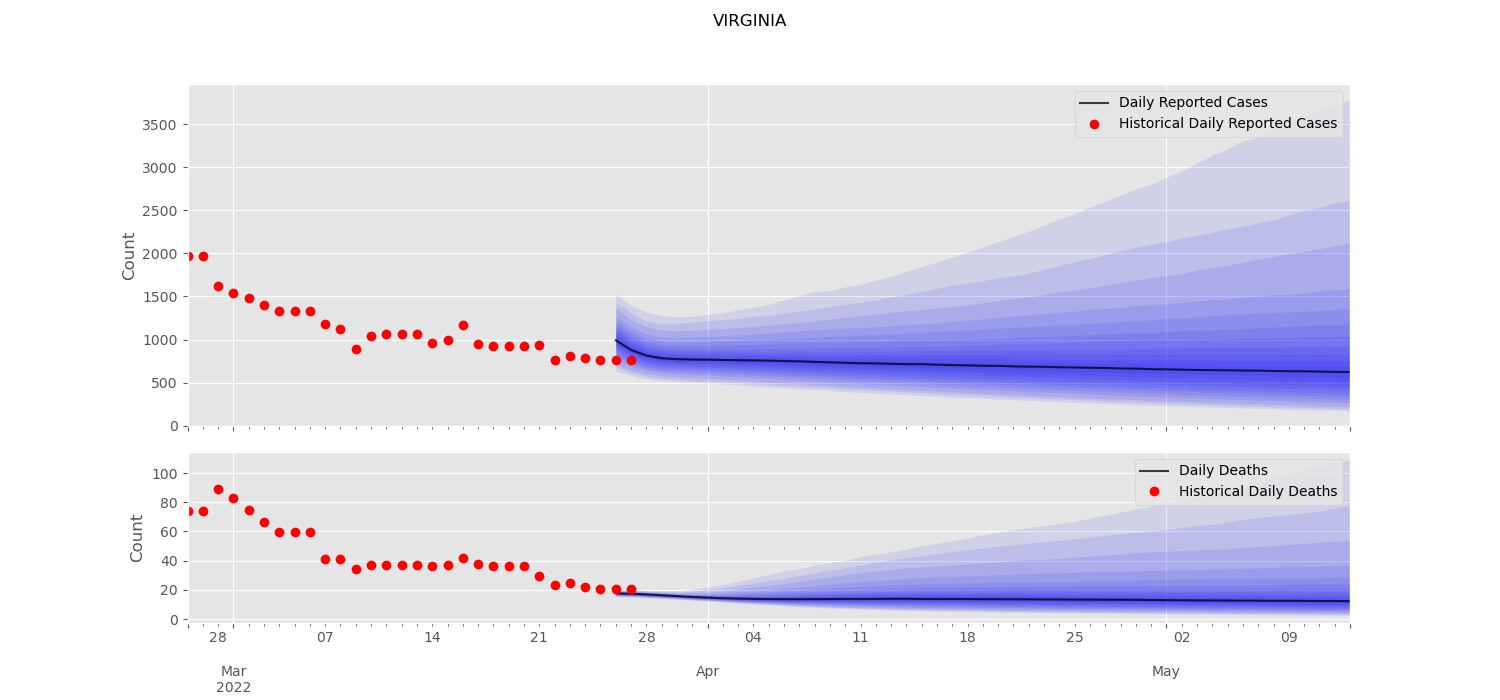 VIRGINIA
Daily Reported Cases
Historical Daily Reported Cases
Count
3500
3000
2500
2000
1500
1000
500
0
Daily Deaths
Historical Daily Deaths
Count
100
80
60
40
20
0
28 07 14 21 28 04 11 18 25 02 09
Mar Apr May
2022